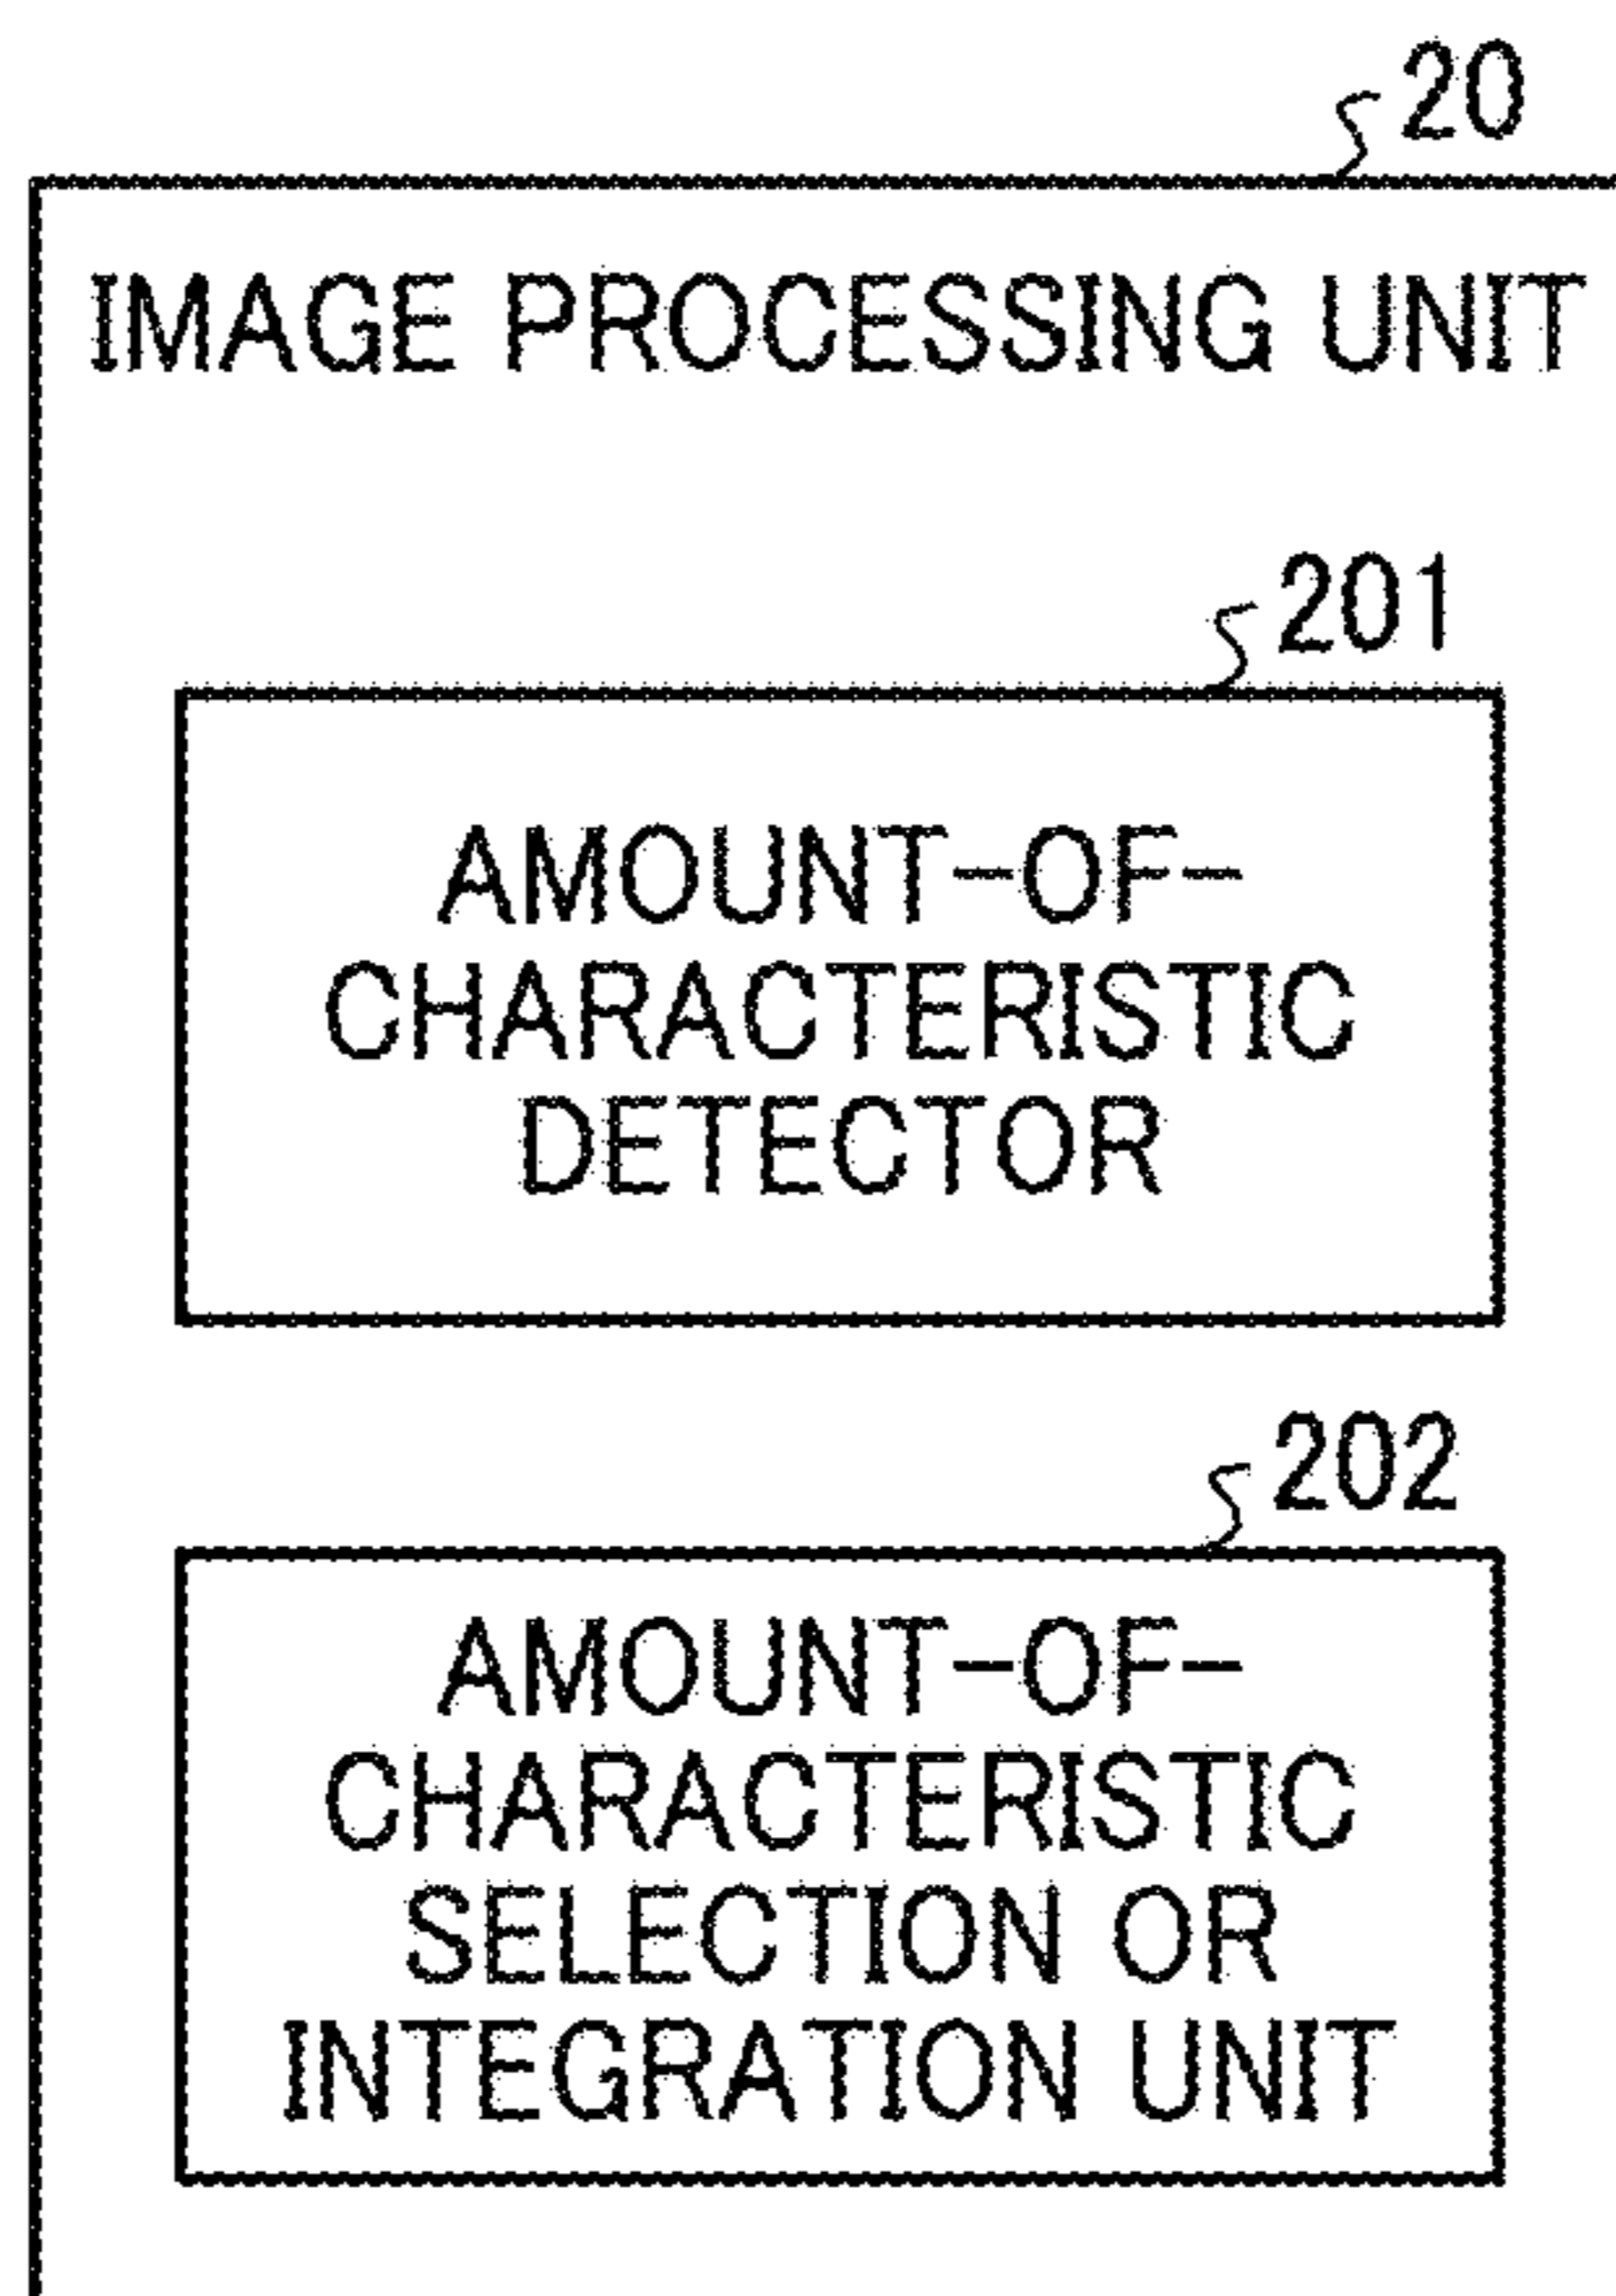 20
IMAGE PROCESSING UNIT
201
AMOUNT-OF-
CHARACTERISTIC
DETECTOR
202
AMOUNT-OF-
CHARACTERISTIC
SELECTION OR
INTEGRATION UNIT